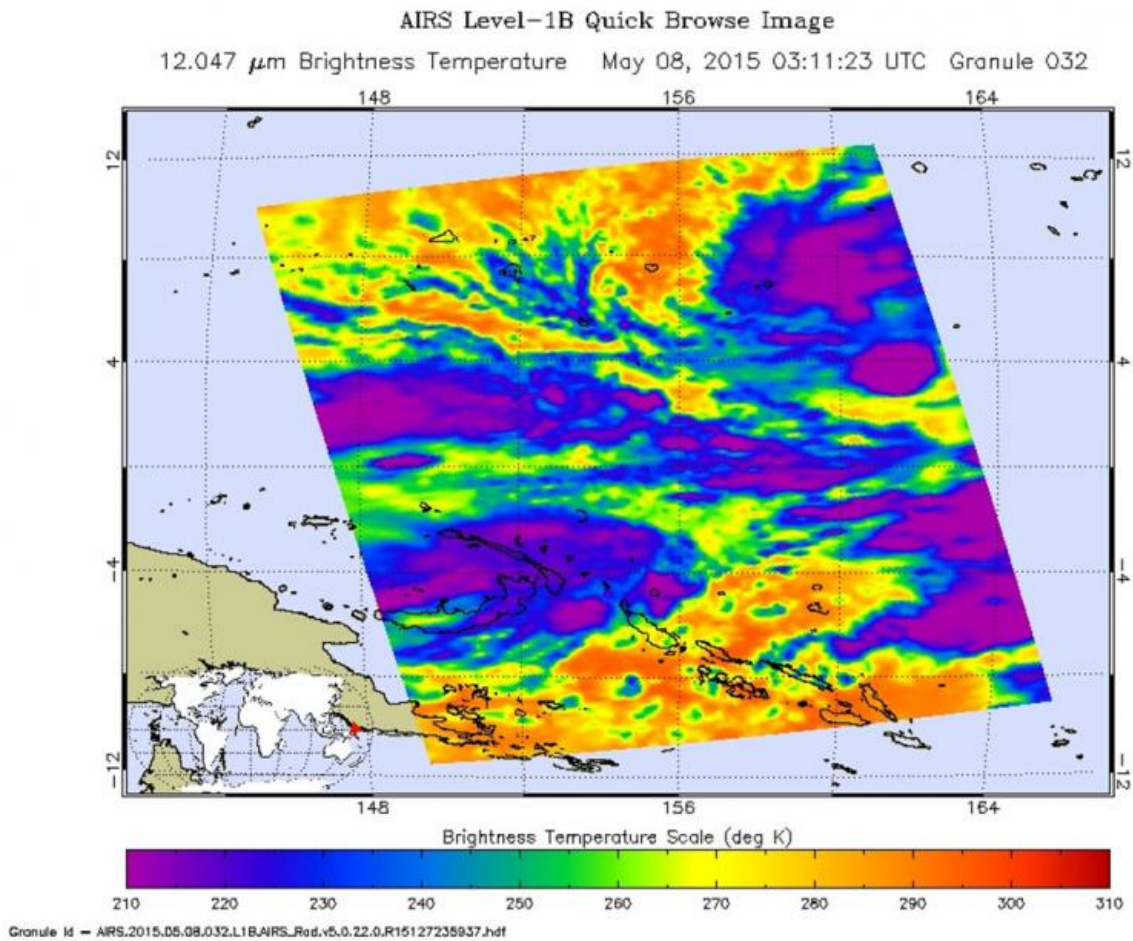 AIRS Level-1B Quick Browse Image
12.047 μm Brightness Temperature May 08, 2015 03:11:23 UTC Granule 032
148 156 164
12 12
4 4
-4 -4
-12 -12
148 156 164
Brightness Temperature Scale (deg K)
210 220 230 240 250 260 270 280 290 300 310
Granule Id - AIRS.2015.05.08.032.L1B.AIRS_Rad.v5.0.22.0.R15127235937.hdf